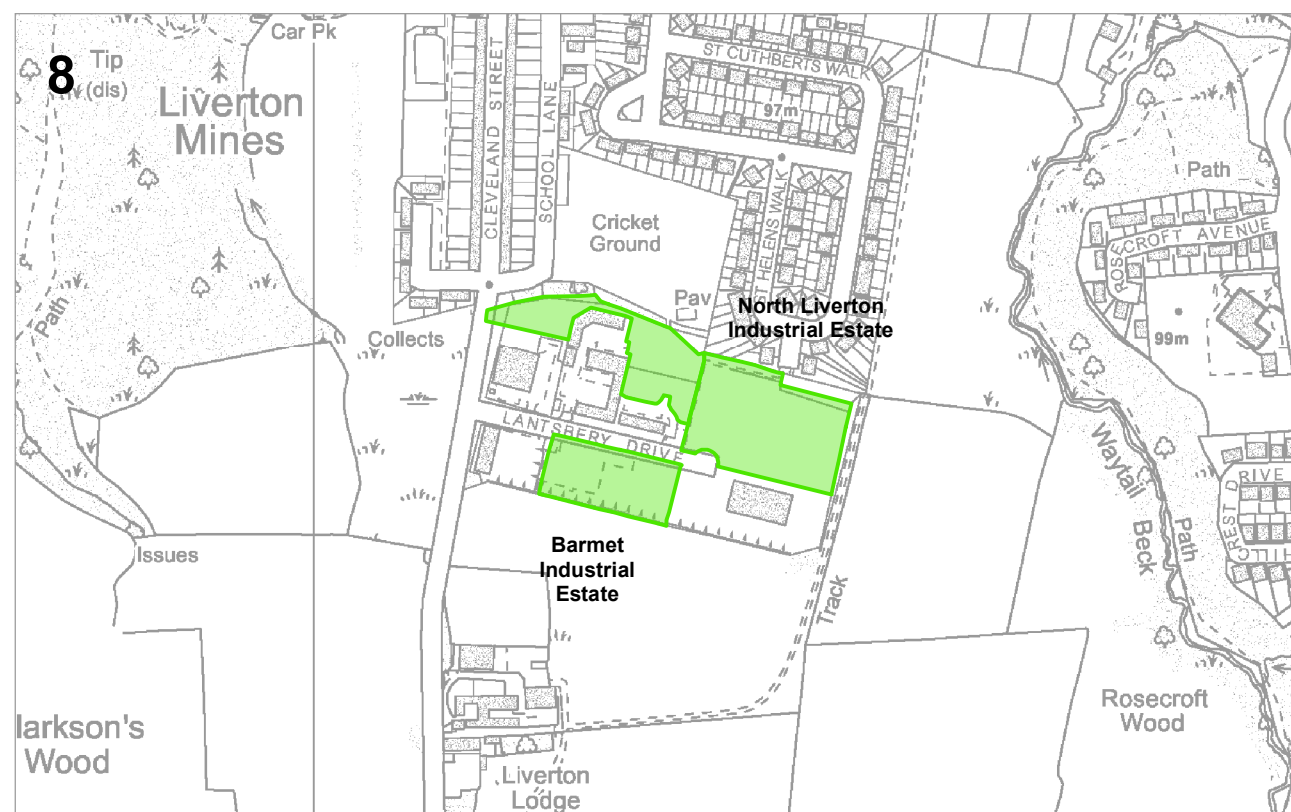 8
Tip
(dis)
Liverton
Mines
Car Pk
CLEVELAND STREET
SCHOOL LANE
ST CUTHBERTS WALK
97m
Path
ROSECROFT AVENUE
Cricket
Ground
HELENS WALK
Pav
North Liverton
Industrial Estate
99m
Path
Collects
LANTSBERY DRIVE
Waytail
Beck
Path
HILLCREST DRIVE
Issues
Barmet
Industrial
Estate
Track
larkson's
Wood
Rosecroft
Wood
Liverton
Lodge